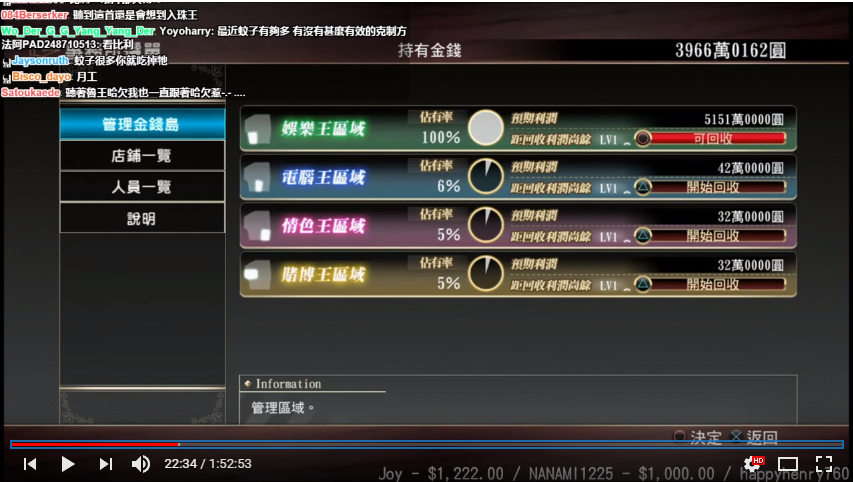 084Berserker: 聽到這首還是會想到入珠王
Wo_Der_G_G_Yang_Yang_Der: Yoyoharry: 最近蚊子有夠多 有沒有甚麼有效的克制方
法阿PAD248710513: 看比利
Jaysonruth: 蚊子很多你就吃掉牠
Bisco_dayo: 月工
Satoukaede: 聽著魯王哈欠我也一直跟著哈欠惹-.- ....
持有金錢 3966萬0162圓
管理金錢島
店鋪一覽
人員一覽
說明
娛樂王區域 佔有率 100% 預期利潤 5151萬0000圓
距回收利潤尚餘 LV1 可回收
電腦王區域 佔有率 6% 預期利潤 42萬0000圓
距回收利潤尚餘 LV1 開始回收
情色王區域 佔有率 5% 預期利潤 32萬0000圓
距回收利潤尚餘 LV1 開始回收
賭博王區域 佔有率 5% 預期利潤 32萬0000圓
距回收利潤尚餘 LV1 開始回收
Information
管理區域。
決定 返回
22:34 / 1:52:53
HD
Joy - $1,222.00 / NANAMI1225 - $1,000.00 / happyhenry760